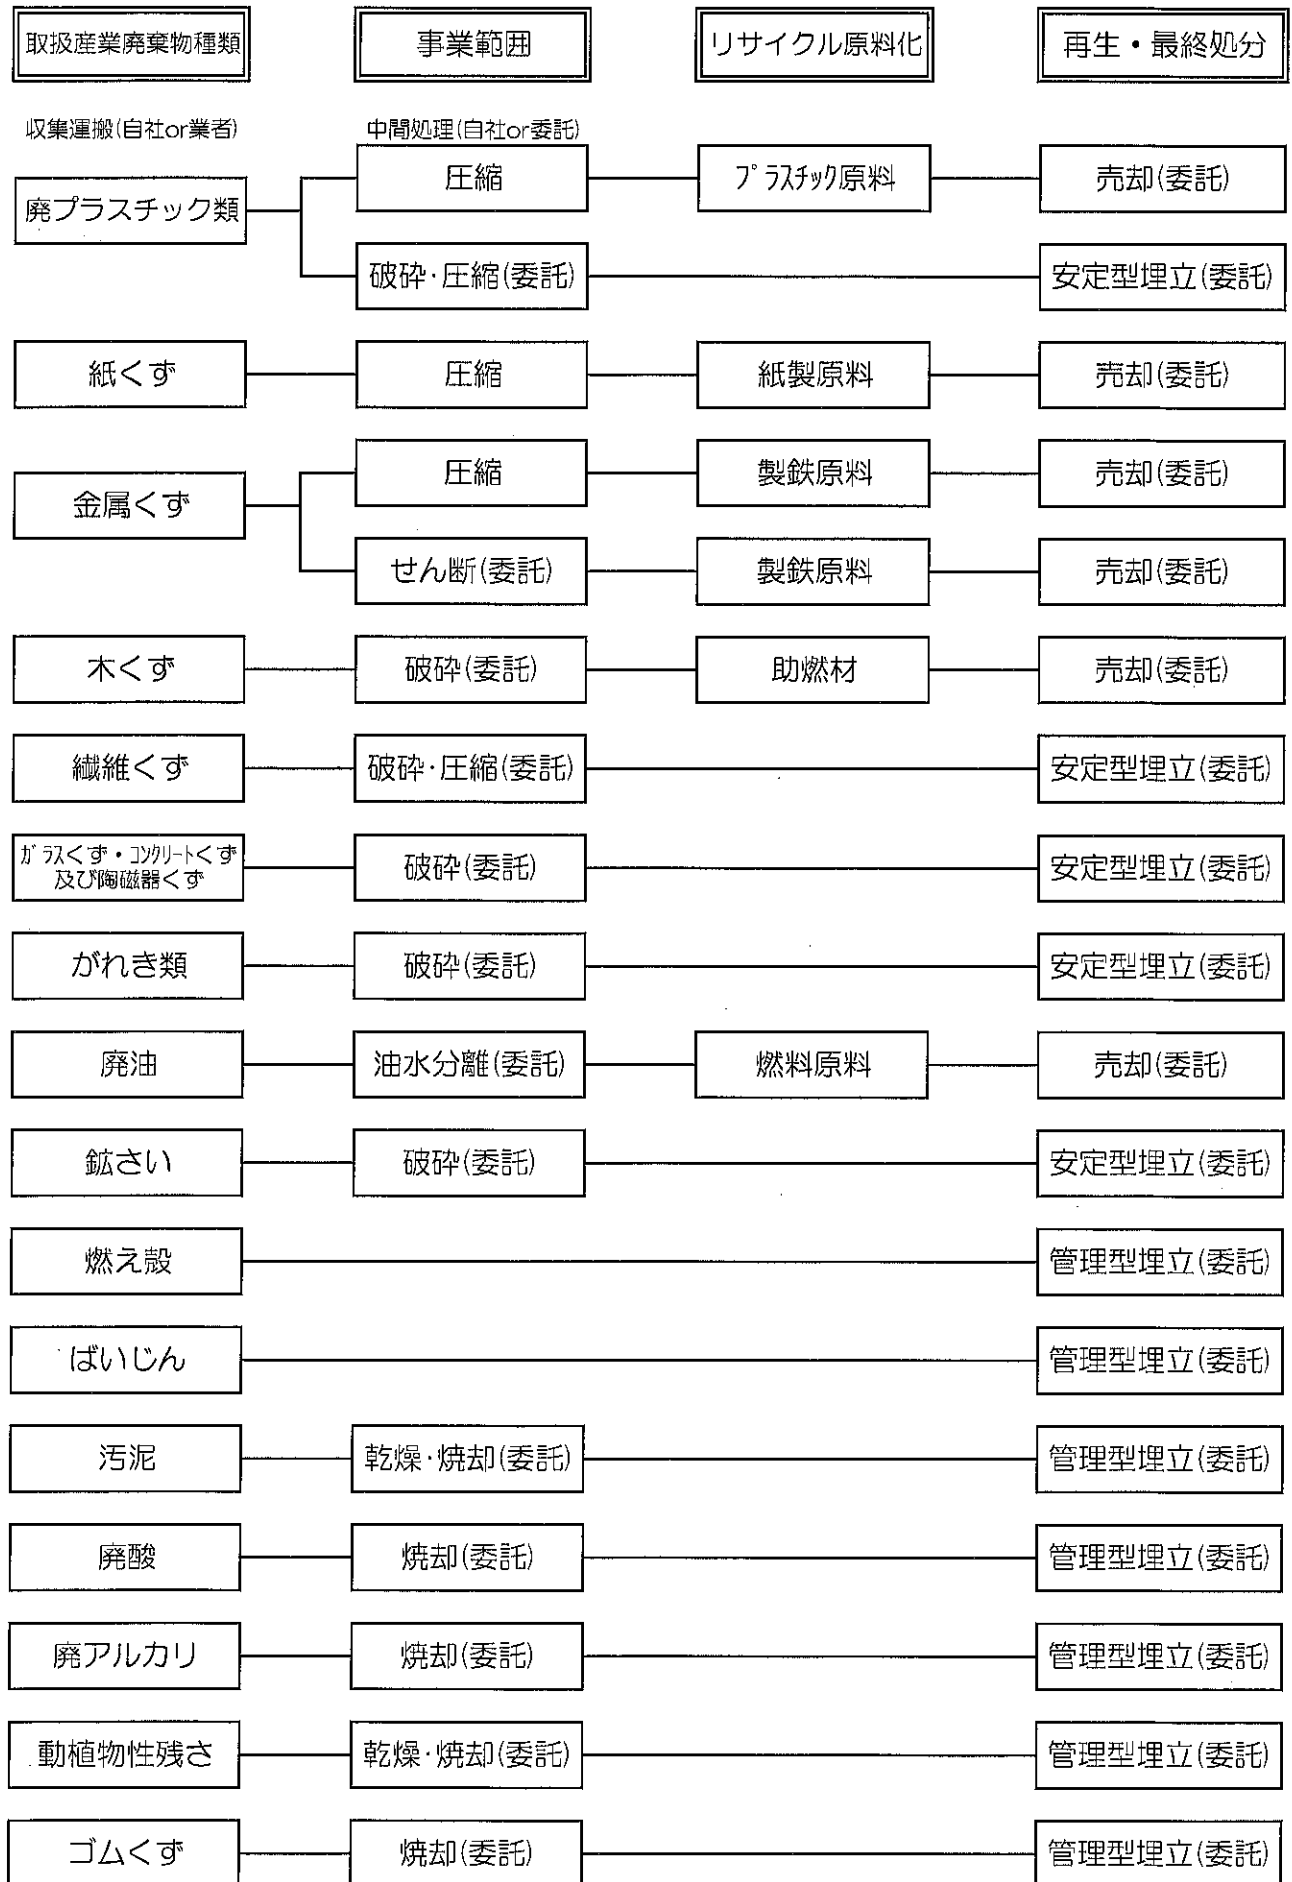 取扱産業廃棄物種類 事業範囲 リサイクル原料化 再生・最終処分
収集運搬(自社or業者) 中間処理(自社or委託)
廃プラスチック類 圧縮 プラスチック原料 売却(委託)
破砕・圧縮(委託) 安定型埋立(委託)
紙くず 圧縮 紙製原料 売却(委託)
金属くず 圧縮 製鉄原料 売却(委託)
せん断(委託) 製鉄原料 売却(委託)
木くず 破砕(委託) 助燃材 売却(委託)
繊維くず 破砕・圧縮(委託) 安定型埋立(委託)
ガラスくず・コンクリートくず
及び陶磁器くず 破砕(委託) 安定型埋立(委託)
がれき類 破砕(委託) 安定型埋立(委託)
廃油 油水分離(委託) 燃料原料 売却(委託)
鉱さい 破砕(委託) 安定型埋立(委託)
燃え殻 管理型埋立(委託)
ばいじん 管理型埋立(委託)
汚泥 乾燥・焼却(委託) 管理型埋立(委託)
廃酸 焼却(委託) 管理型埋立(委託)
廃アルカリ 焼却(委託) 管理型埋立(委託)
動植物性残さ 乾燥・焼却(委託) 管理型埋立(委託)
ゴムくず 焼却(委託) 管理型埋立(委託)